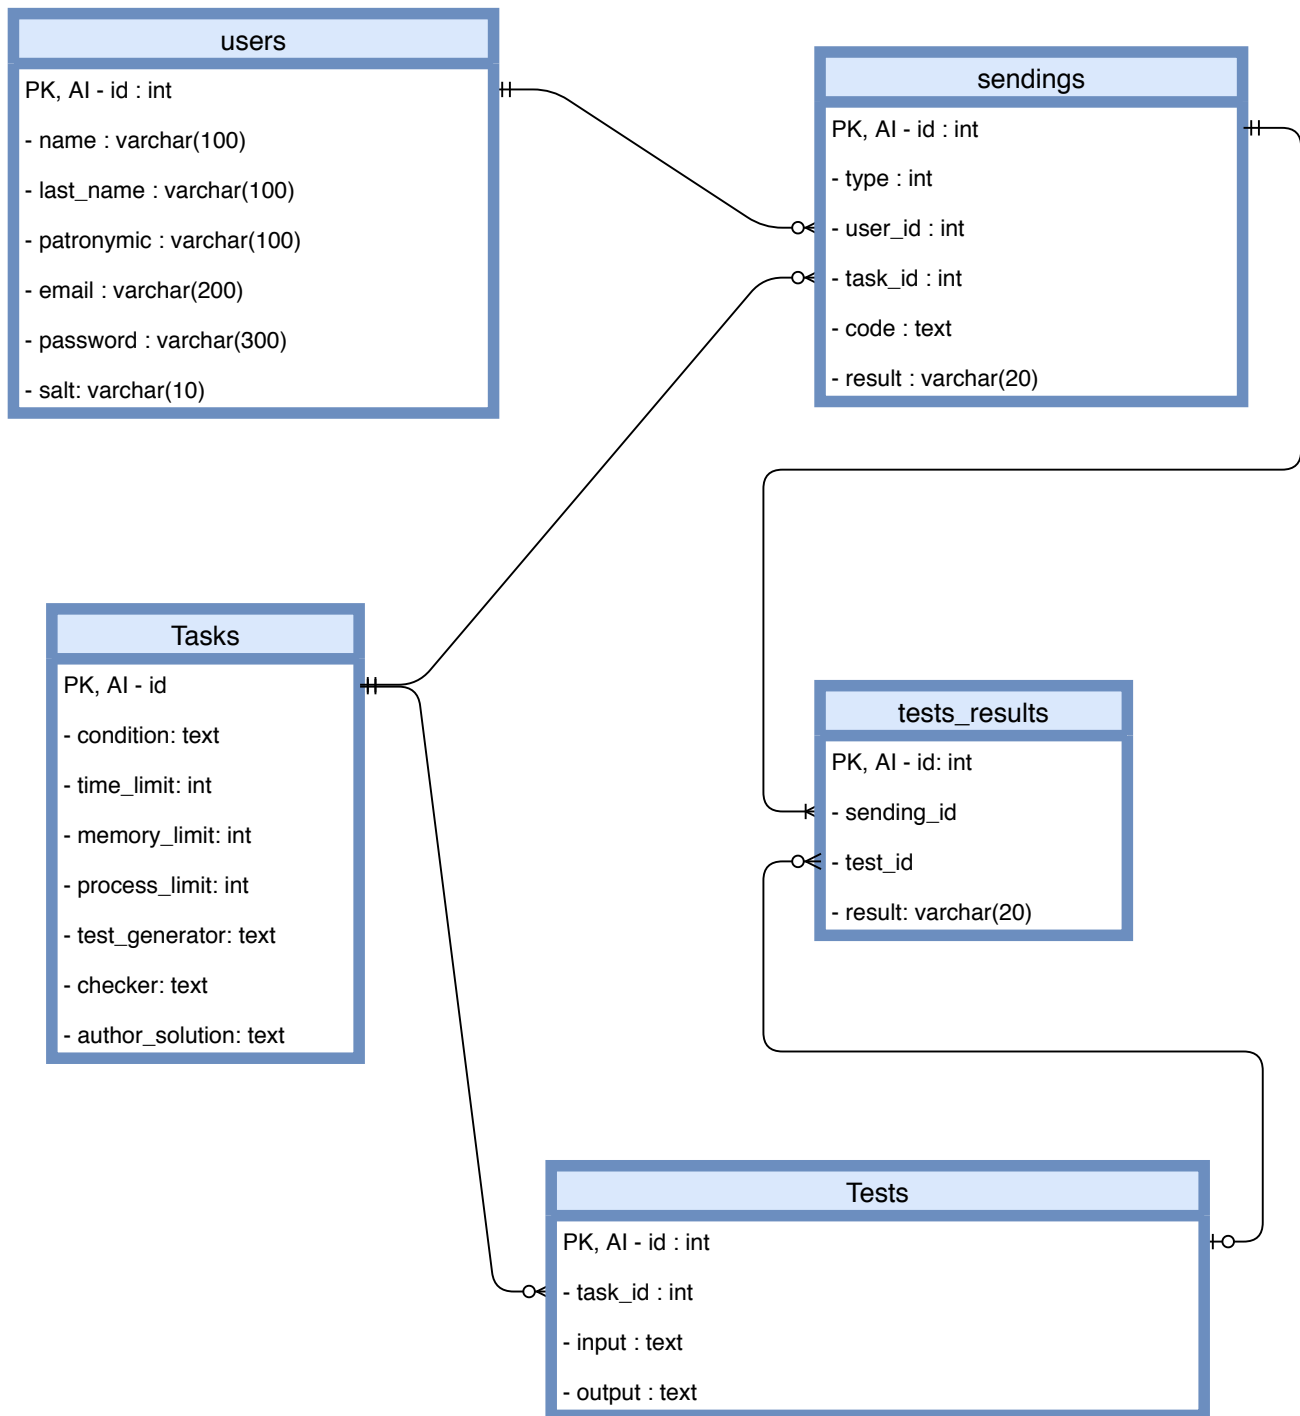 users
PK, AI - id : int
- name : varchar(100)
- last_name : varchar(100)
- patronymic : varchar(100)
- email : varchar(200)
- password : varchar(300)
- salt: varchar(10)
sendings
PK, AI - id : int
- type : int
- user_id : int
- task_id : int
- code : text
- result : varchar(20)
Tasks
PK, AI - id
- condition: text
- time_limit: int
- memory_limit: int
- process_limit: int
- test_generator: text
- checker: text
- author_solution: text
tests_results
PK, AI - id: int
- sending_id
- test_id
- result: varchar(20)
Tests
PK, AI - id : int
- task_id : int
- input : text
- output : text